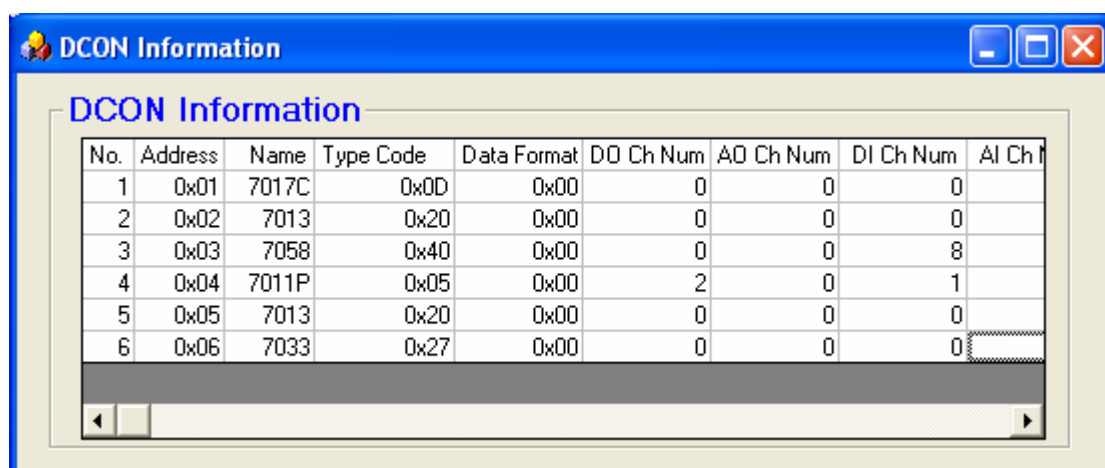 DCON Information
DCON Information
No. Address Name Type Code Data Format DO Ch Num AO Ch Num DI Ch Num AI Ch
1 0x01 7017C 0x0D 0x00 0 0 0
2 0x02 7013 0x20 0x00 0 0 0
3 0x03 7058 0x40 0x00 0 0 8
4 0x04 7011P 0x05 0x00 2 0 1
5 0x05 7013 0x20 0x00 0 0 0
6 0x06 7033 0x27 0x00 0 0 0